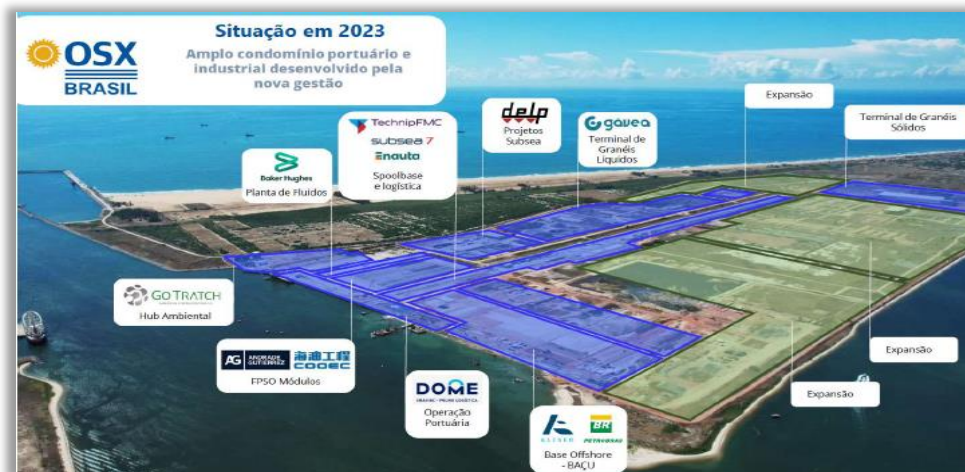 OSX
BRASIL
Situação em 2023
Amplo condomínio portuário e
industrial desenvolvido pela
nova gestão
Expansão
Terminal de Granéis
Sólidos
delp
Projetos
Subsea
gávea
Terminal de
Granéis
Líquidos
TechnipFMC
subsea 7
enauta
Spoolbase
e logística
Baker Hughes
Planta de Fluidos
GO TRATCH
Hub Ambiental
AG
ANDRADE
GUTIERREZ
海油工程
COOEC
FPSO Módulos
DOME
Operação
Portuária
BR
PETROBRAS
Base Offshore
- BAÇU
Expansão
Expansão